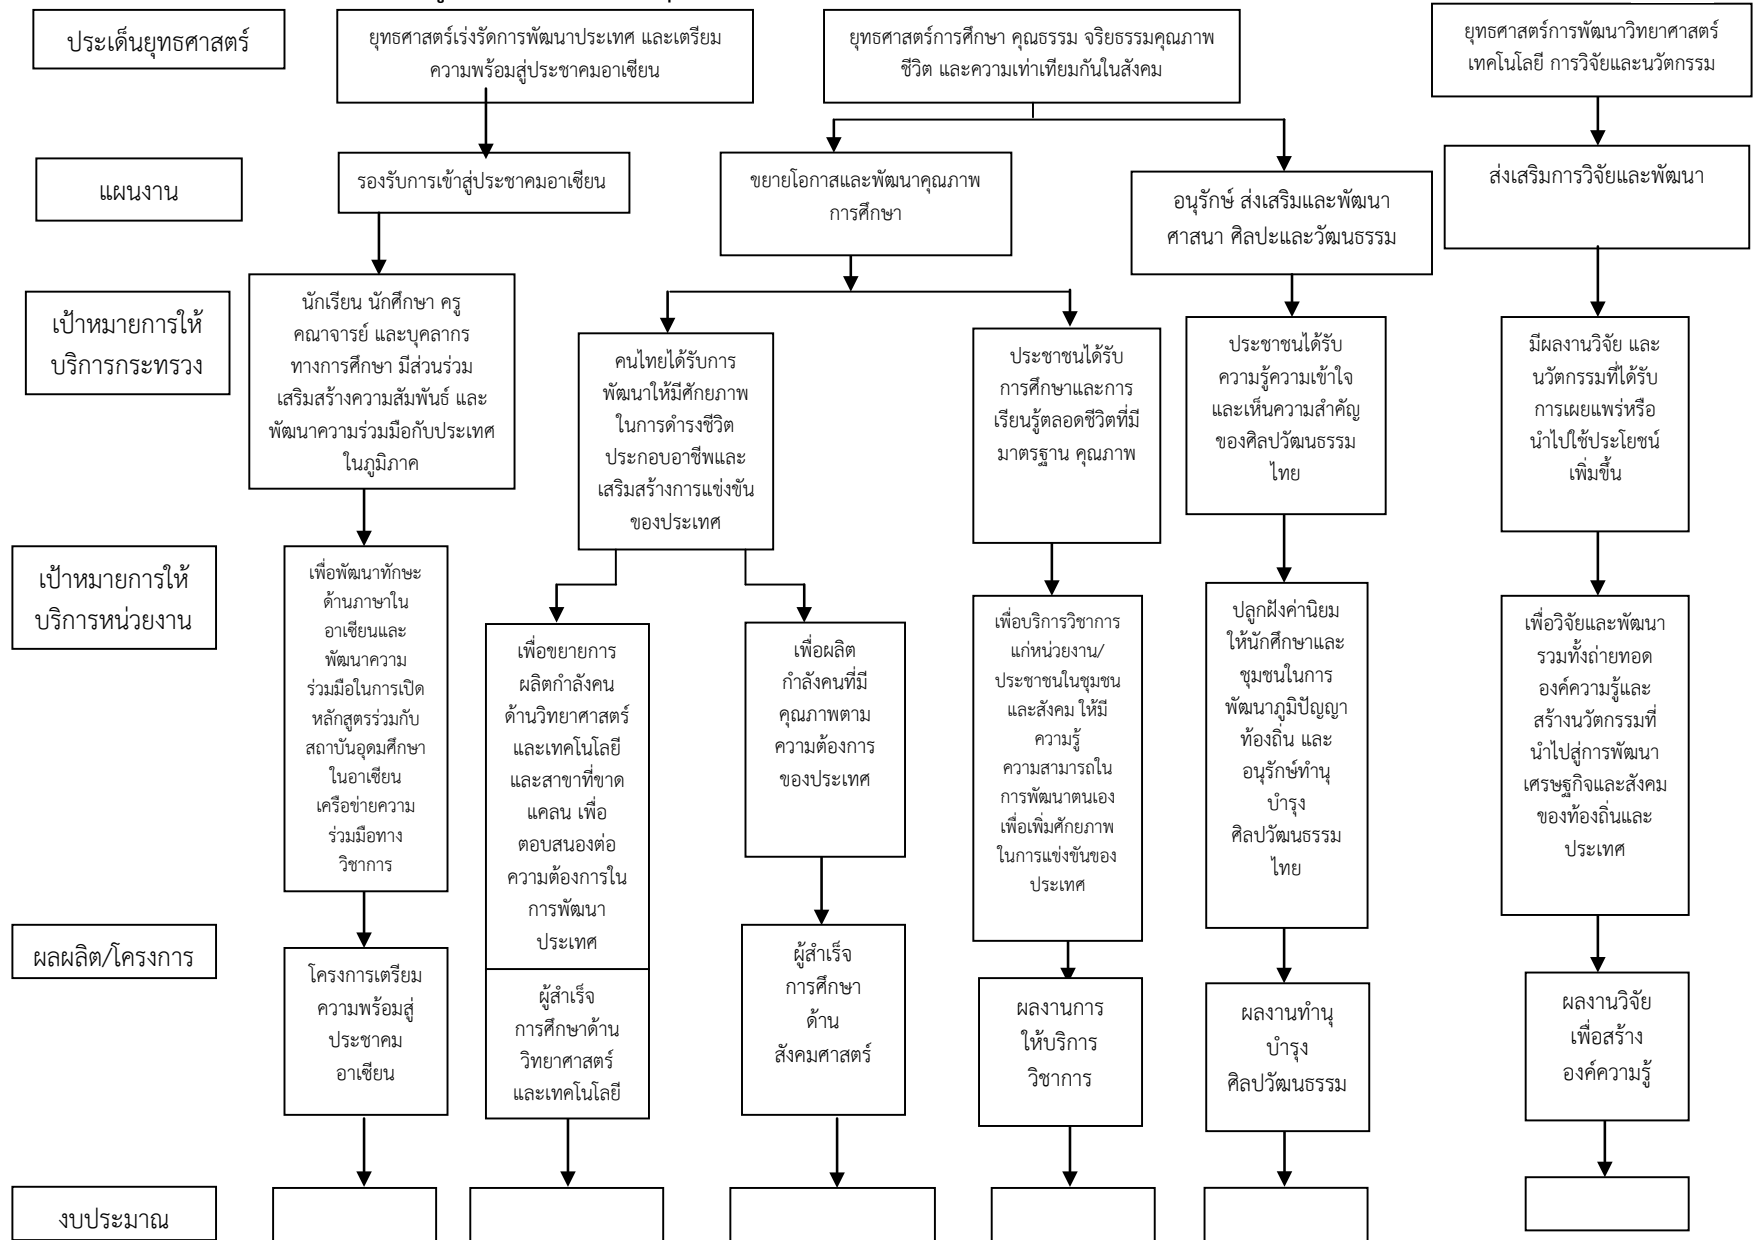 ประเด็นยุทธศาสตร์
ยุทธศาสตร์เร่งรัดการพัฒนาประเทศ และเตรียม
ความพร้อมสู่ประชาคมอาเซียน
ยุทธศาสตร์การศึกษา คุณธรรม จริยธรรมคุณภาพ
ชีวิต และความเท่าเทียมกันในสังคม
ยุทธศาสตร์การพัฒนาวิทยาศาสตร์
เทคโนโลยี การวิจัยและนวัตกรรม
แผนงาน
รองรับการเข้าสู่ประชาคมอาเซียน
ขยายโอกาสและพัฒนาคุณภาพ
การศึกษา
อนุรักษ์ ส่งเสริมและพัฒนา
ศาสนา ศิลปะและวัฒนธรรม
ส่งเสริมการวิจัยและพัฒนา
เป้าหมายการให้
บริการกระทรวง
นักเรียน นักศึกษา ครู
คณาจารย์ และบุคลากร
ทางการศึกษา มีส่วนร่วม
เสริมสร้างความสัมพันธ์ และ
พัฒนาความร่วมมือกับประเทศ
ในภูมิภาค
คนไทยได้รับการ
พัฒนาให้มีศักยภาพ
ในการดำรงชีวิต
ประกอบอาชีพและ
เสริมสร้างการแข่งขัน
ของประเทศ
ประชาชนได้รับ
การศึกษาและการ
เรียนรู้ตลอดชีวิตที่มี
มาตรฐาน คุณภาพ
ประชาชนได้รับ
ความรู้ความเข้าใจ
และเห็นความสำคัญ
ของศิลปวัฒนธรรม
ไทย
มีผลงานวิจัย และ
นวัตกรรมที่ได้รับ
การเผยแพร่หรือ
นำไปใช้ประโยชน์
เพิ่มขึ้น
เป้าหมายการให้
บริการหน่วยงาน
เพื่อพัฒนาทักษะ
ด้านภาษาใน
อาเซียนและ
พัฒนาความ
ร่วมมือในการเปิด
หลักสูตรร่วมกับ
สถาบันอุดมศึกษา
ในอาเซียน
เครือข่ายความ
ร่วมมือทาง
วิชาการ
เพื่อขยายการ
ผลิตกำลังคน
ด้านวิทยาศาสตร์
และเทคโนโลยี
และสาขาที่ขาด
แคลน เพื่อ
ตอบสนองต่อ
ความต้องการใน
การพัฒนา
ประเทศ
เพื่อผลิต
กำลังคนที่มี
คุณภาพตาม
ความต้องการ
ของประเทศ
เพื่อบริการวิชาการ
แก่หน่วยงาน/
ประชาชนในชุมชน
และสังคม ให้มี
ความรู้
ความสามารถใน
การพัฒนาตนเอง
เพื่อเพิ่มศักยภาพ
ในการแข่งขันของ
ประเทศ
ปลูกฝังค่านิยม
ให้นักศึกษาและ
ชุมชนในการ
พัฒนาภูมิปัญญา
ท้องถิ่น และ
อนุรักษ์ทำนุ
บำรุง
ศิลปวัฒนธรรม
ไทย
เพื่อวิจัยและพัฒนา
รวมทั้งถ่ายทอด
องค์ความรู้และ
สร้างนวัตกรรมที่
นำไปสู่การพัฒนา
เศรษฐกิจและสังคม
ของท้องถิ่นและ
ประเทศ
ผลผลิต/โครงการ
โครงการเตรียม
ความพร้อมสู่
ประชาคม
อาเซียน
ผู้สำเร็จ
การศึกษาด้าน
วิทยาศาสตร์
และเทคโนโลยี
ผู้สำเร็จ
การศึกษา
ด้าน
สังคมศาสตร์
ผลงานการ
ให้บริการ
วิชาการ
ผลงานทำนุ
บำรุง
ศิลปวัฒนธรรม
ผลงานวิจัย
เพื่อสร้าง
องค์ความรู้
งบประมาณ